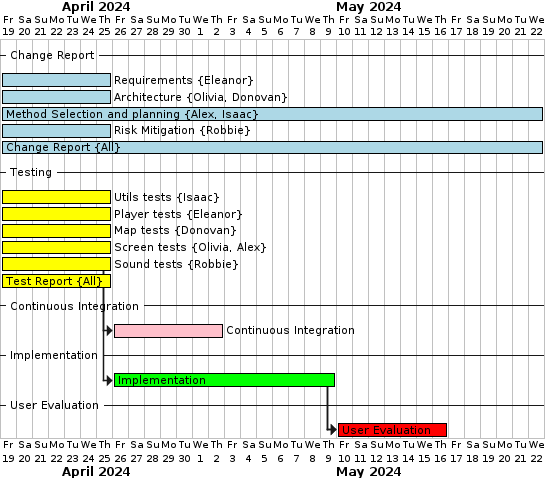 April 2024 May 2024
Fr Sa Su Mo Tu We Th Fr Sa Su Mo Tu We Th Fr Sa Su Mo Tu We Th Fr Sa Su Mo Tu We Th Fr Sa Su Mo Tu We
19 20 21 22 23 24 25 26 27 28 29 30 1 2 3 4 5 6 7 8 9 10 11 12 13 14 15 16 17 18 19 20 21 22
Change Report
Requirements {Eleanor}
Architecture {Olivia, Donovan}
Method Selection and planning {Alex, Isaac}
Risk Mitigation {Robbie}
Change Report {All}
Testing
Utils tests {Isaac}
Player tests {Eleanor}
Map tests {Donovan}
Screen tests {Olivia, Alex}
Sound tests {Robbie}
Test Report {All}
Continuous Integration
Continuous Integration
Implementation
Implementation
User Evaluation
User Evaluation
Fr Sa Su Mo Tu We Th Fr Sa Su Mo Tu We Th Fr Sa Su Mo Tu We Th Fr Sa Su Mo Tu We Th Fr Sa Su Mo Tu We
19 20 21 22 23 24 25 26 27 28 29 30 1 2 3 4 5 6 7 8 9 10 11 12 13 14 15 16 17 18 19 20 21 22
April 2024 May 2024